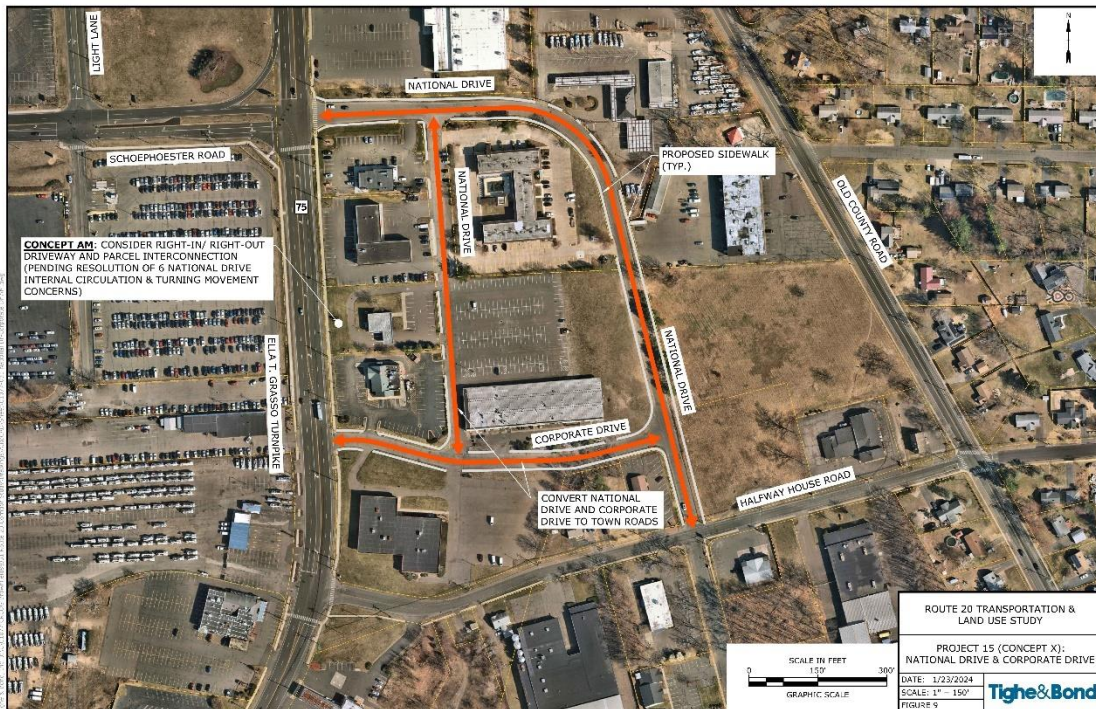 LIGHT LANE
N
NATIONAL DRIVE
SCHOEPHOESTER ROAD
75
NATIONAL DRIVE
PROPOSED SIDEWALK
(TYP.)
OLD COUNTY ROAD
CONCEPT AM: CONSIDER RIGHT-IN/ RIGHT-OUT
DRIVEWAY AND PARCEL INTERCONNECTION
(PENDING RESOLUTION OF 6 NATIONAL DRIVE
INTERNAL CIRCULATION & TURNING MOVEMENT
CONCERNS)
ELLA T. GRASSO TURNPIKE
NATIONAL DRIVE
CORPORATE DRIVE
HALFWAY HOUSE ROAD
CONVERT NATIONAL
DRIVE AND CORPORATE
DRIVE TO TOWN ROADS
SCALE IN FEET
0 150' 300'
GRAPHIC SCALE
ROUTE 20 TRANSPORTATION &
LAND USE STUDY
PROJECT 15 (CONCEPT X):
NATIONAL DRIVE & CORPORATE DRIVE
DATE: 1/23/2024
SCALE: 1" = 150'
FIGURE 9
Tighe&Bond